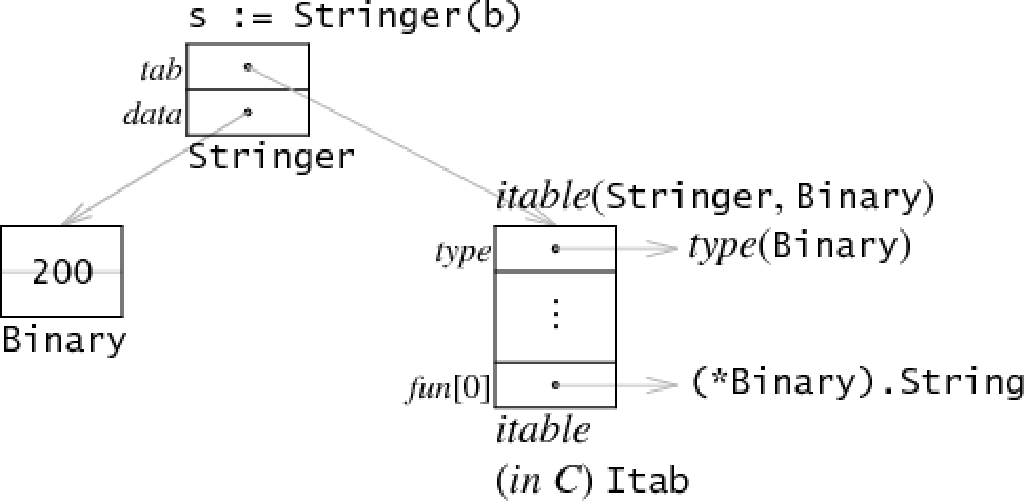 s := Stringer(b)
tab
data
Stringer
200
Binary
itable(Stringer, Binary)
type
type(Binary)
⋮
fun[0]
(*Binary).String
itable
(in C) Itab